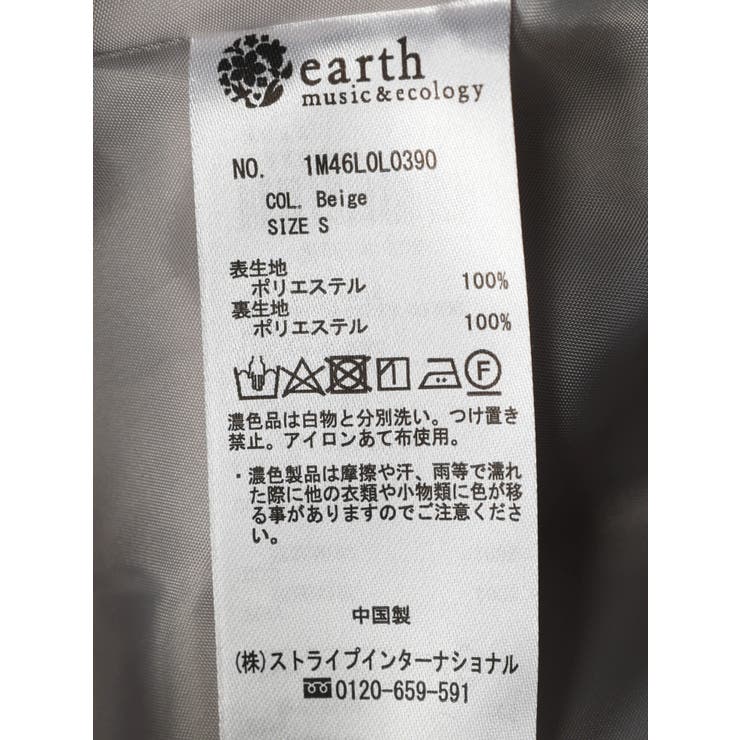 earth
music&ecology
NO. 1M46L0L0390
COL. Beige
SIZE S
表生地
ポリエステル 100%
裏生地
ポリエステル 100%
F
濃色品は白物と分別洗い。つけ置き
禁止。アイロンあて布使用。
・濃色製品は摩擦や汗、雨等で濡れ
た際に他の衣類や小物類に色が移
る事がありますのでご注意くださ
い。
中国製
(株)ストライプインターナショナル
0120-659-591